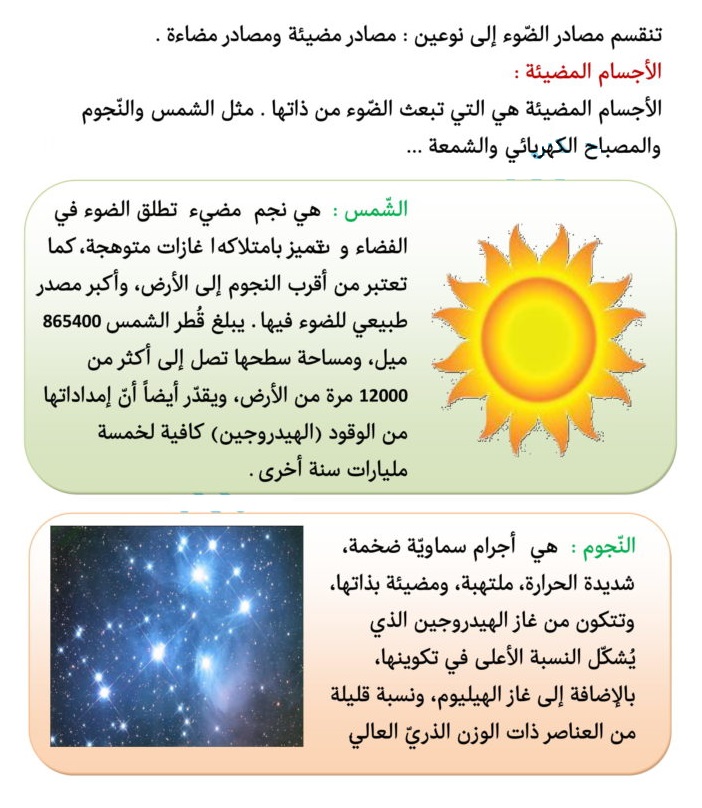 تنقسم مصادر الضّوء إلى نوعين : مصادر مضيئة ومصادر مضاءة .
الأجسام المضيئة :
الأجسام المضيئة هي التي تبعث الضّوء من ذاتها . مثل الشمس والنّجوم
والمصباح الكهربائي والشمعة ...
الشّمس : هي نجم مضيء تطلق الضوء في
الفضاء و تتميز بامتلاكها غازات متوهجة، كما
تعتبر من أقرب النجوم إلى الأرض، وأكبر مصدر
طبيعي للضوء فيها . يبلغ قُطر الشمس 865400
ميل، ومساحة سطحها تصل إلى أكثر من
12000 مرة من الأرض، ويقدّر أيضاً أنّ إمداداتها
من الوقود (الهيدروجين) كافية لخمسة
مليارات سنة أخرى .
النّجوم : هي أجرام سماويّة ضخمة،
شديدة الحرارة، ملتهبة، ومضيئة بذاتها،
وتتكون من غاز الهيدروجين الذي
يُشكّل النسبة الأعلى في تكوينها،
بالإضافة إلى غاز الهيليوم، ونسبة قليلة
من العناصر ذات الوزن الذريّ العالي